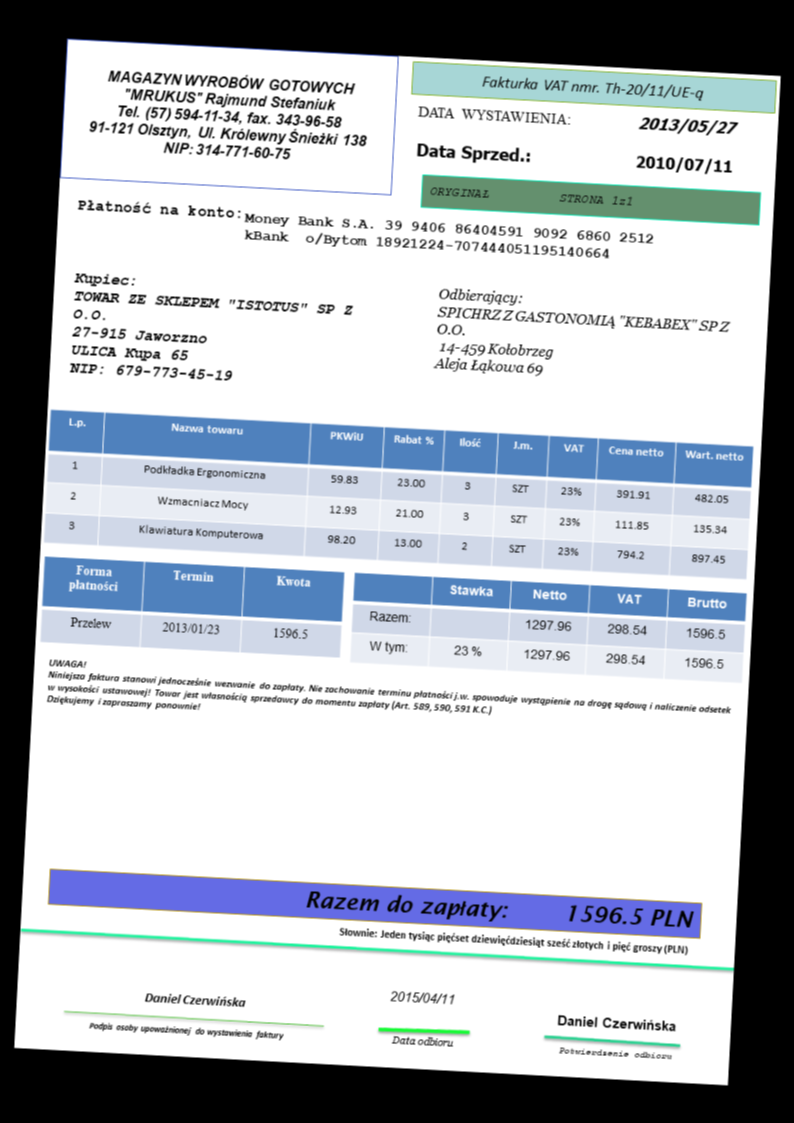 MAGAZYN WYROBÓW GOTOWYCH
"MRUKUS" Rajmund Stefaniuk
Tel. (57) 594-11-34, fax. 343-96-58
91-121 Olsztyn, Ul. Królewny Śnieżki 138
NIP: 314-771-60-75
Fakturka VAT nmr. Th-20/11/UE-q
DATA WYSTAWIENIA: 2013/05/27
Data Sprzed.: 2010/07/11
ORYGINAŁ STRONA 1z1
Płatność na konto: Money Bank S.A. 39 9406 86404591 9092 6860 2512
kBank o/Bytom 18921224-707444051195140664
Kupiec:
TOWAR ZE SKLEPEM "ISTOTUS" SP Z
O.O.
27-915 Jaworzno
ULICA Kupa 65
NIP: 679-773-45-19
Odbierający:
SPICHRZ Z GASTONOMIĄ "KEBABEX" SP Z
O.O.
14-459 Kołobrzeg
Aleja Łąkowa 69
L.p. Nazwa towaru PKWiU Rabat % Ilość J.m. VAT Cena netto Wart. netto
1 Podkładka Ergonomiczna 59.83 23.00 3 SZT 23% 391.91 482.05
2 Wzmacniacz Mocy 12.93 21.00 3 SZT 23% 111.85 135.34
3 Klawiatura Komputerowa 98.20 13.00 2 SZT 23% 794.2 897.45
Forma płatności Termin Kwota
Przelew 2013/01/23 1596.5
Stawka Netto VAT Brutto
Razem: 1297.96 298.54 1596.5
W tym: 23 % 1297.96 298.54 1596.5
UWAGA!
Niniejsza faktura stanowi jednocześnie wezwanie do zapłaty. Nie zachowanie terminu płatności j.w. spowoduje wystąpienie na drogę sądową i naliczenie odsetek
w wysokości ustawowej! Towar jest własnością sprzedawcy do momentu zapłaty (Art. 589, 590, 591 K.C.)
Dziękujemy i zapraszamy ponownie!
Razem do zapłaty: 1596.5 PLN
Słownie: Jeden tysiąc pięćset dziewięćdziesiąt sześć złotych i pięć groszy (PLN)
Daniel Czerwińska
Podpis osoby upoważnionej do wystawienia faktury
2015/04/11
Data odbioru
Daniel Czerwińska
Potwierdzenie odbioru